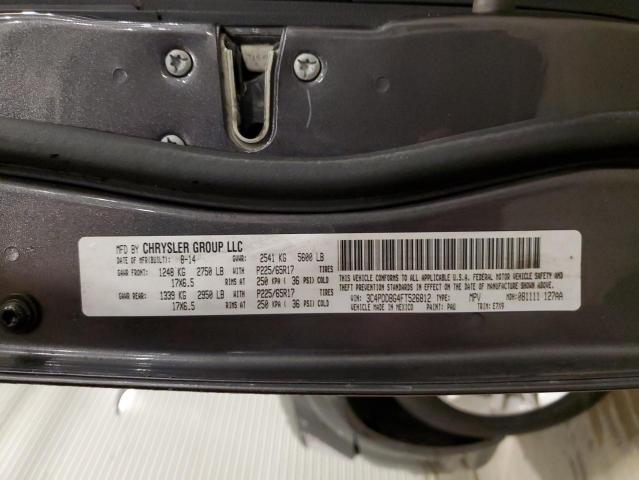 MFD BY CHRYSLER GROUP LLC
DATE OF MFR(BUILT): 8-14 GVWR: 2541 KG 5600 LB
GAWR FRONT: 1248 KG 2750 LB WITH P225/65R17 TIRES
17X6.5 RIMS AT 250 KPA ( 36 PSI) COLD
GAWR REAR: 1339 KG 2950 LB WITH P225/65R17 TIRES
17X6.5 RIMS AT 250 KPA ( 36 PSI) COLD
THIS VEHICLE CONFORMS TO ALL APPLICABLE U.S.A. FEDERAL MOTOR VEHICLE SAFETY AND
THEFT PREVENTION STANDARDS IN EFFECT ON THE DATE OF MANUFACTURE SHOWN ABOVE.
VIN: 3C4PDDBG4FT526812 TYPE: MPV MDH: 081111 127AA
VEHICLE MADE IN MEXICO PAINT: PAU TRIM: E7X9